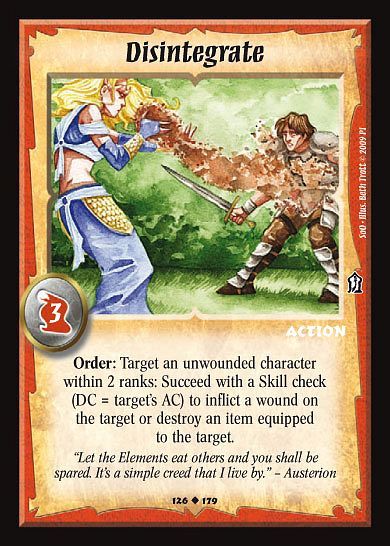 Disintegrate
SoO • Illus. Beth Trott © 2009 PI
3
ACTION
Order: Target an unwounded character
within 2 ranks: Succeed with a Skill check
(DC = target's AC) to inflict a wound on
the target or destroy an item equipped
to the target.
"Let the Elements eat others and you shall be
spared. It's a simple creed that I live by." – Austerion
126 ◆ 179